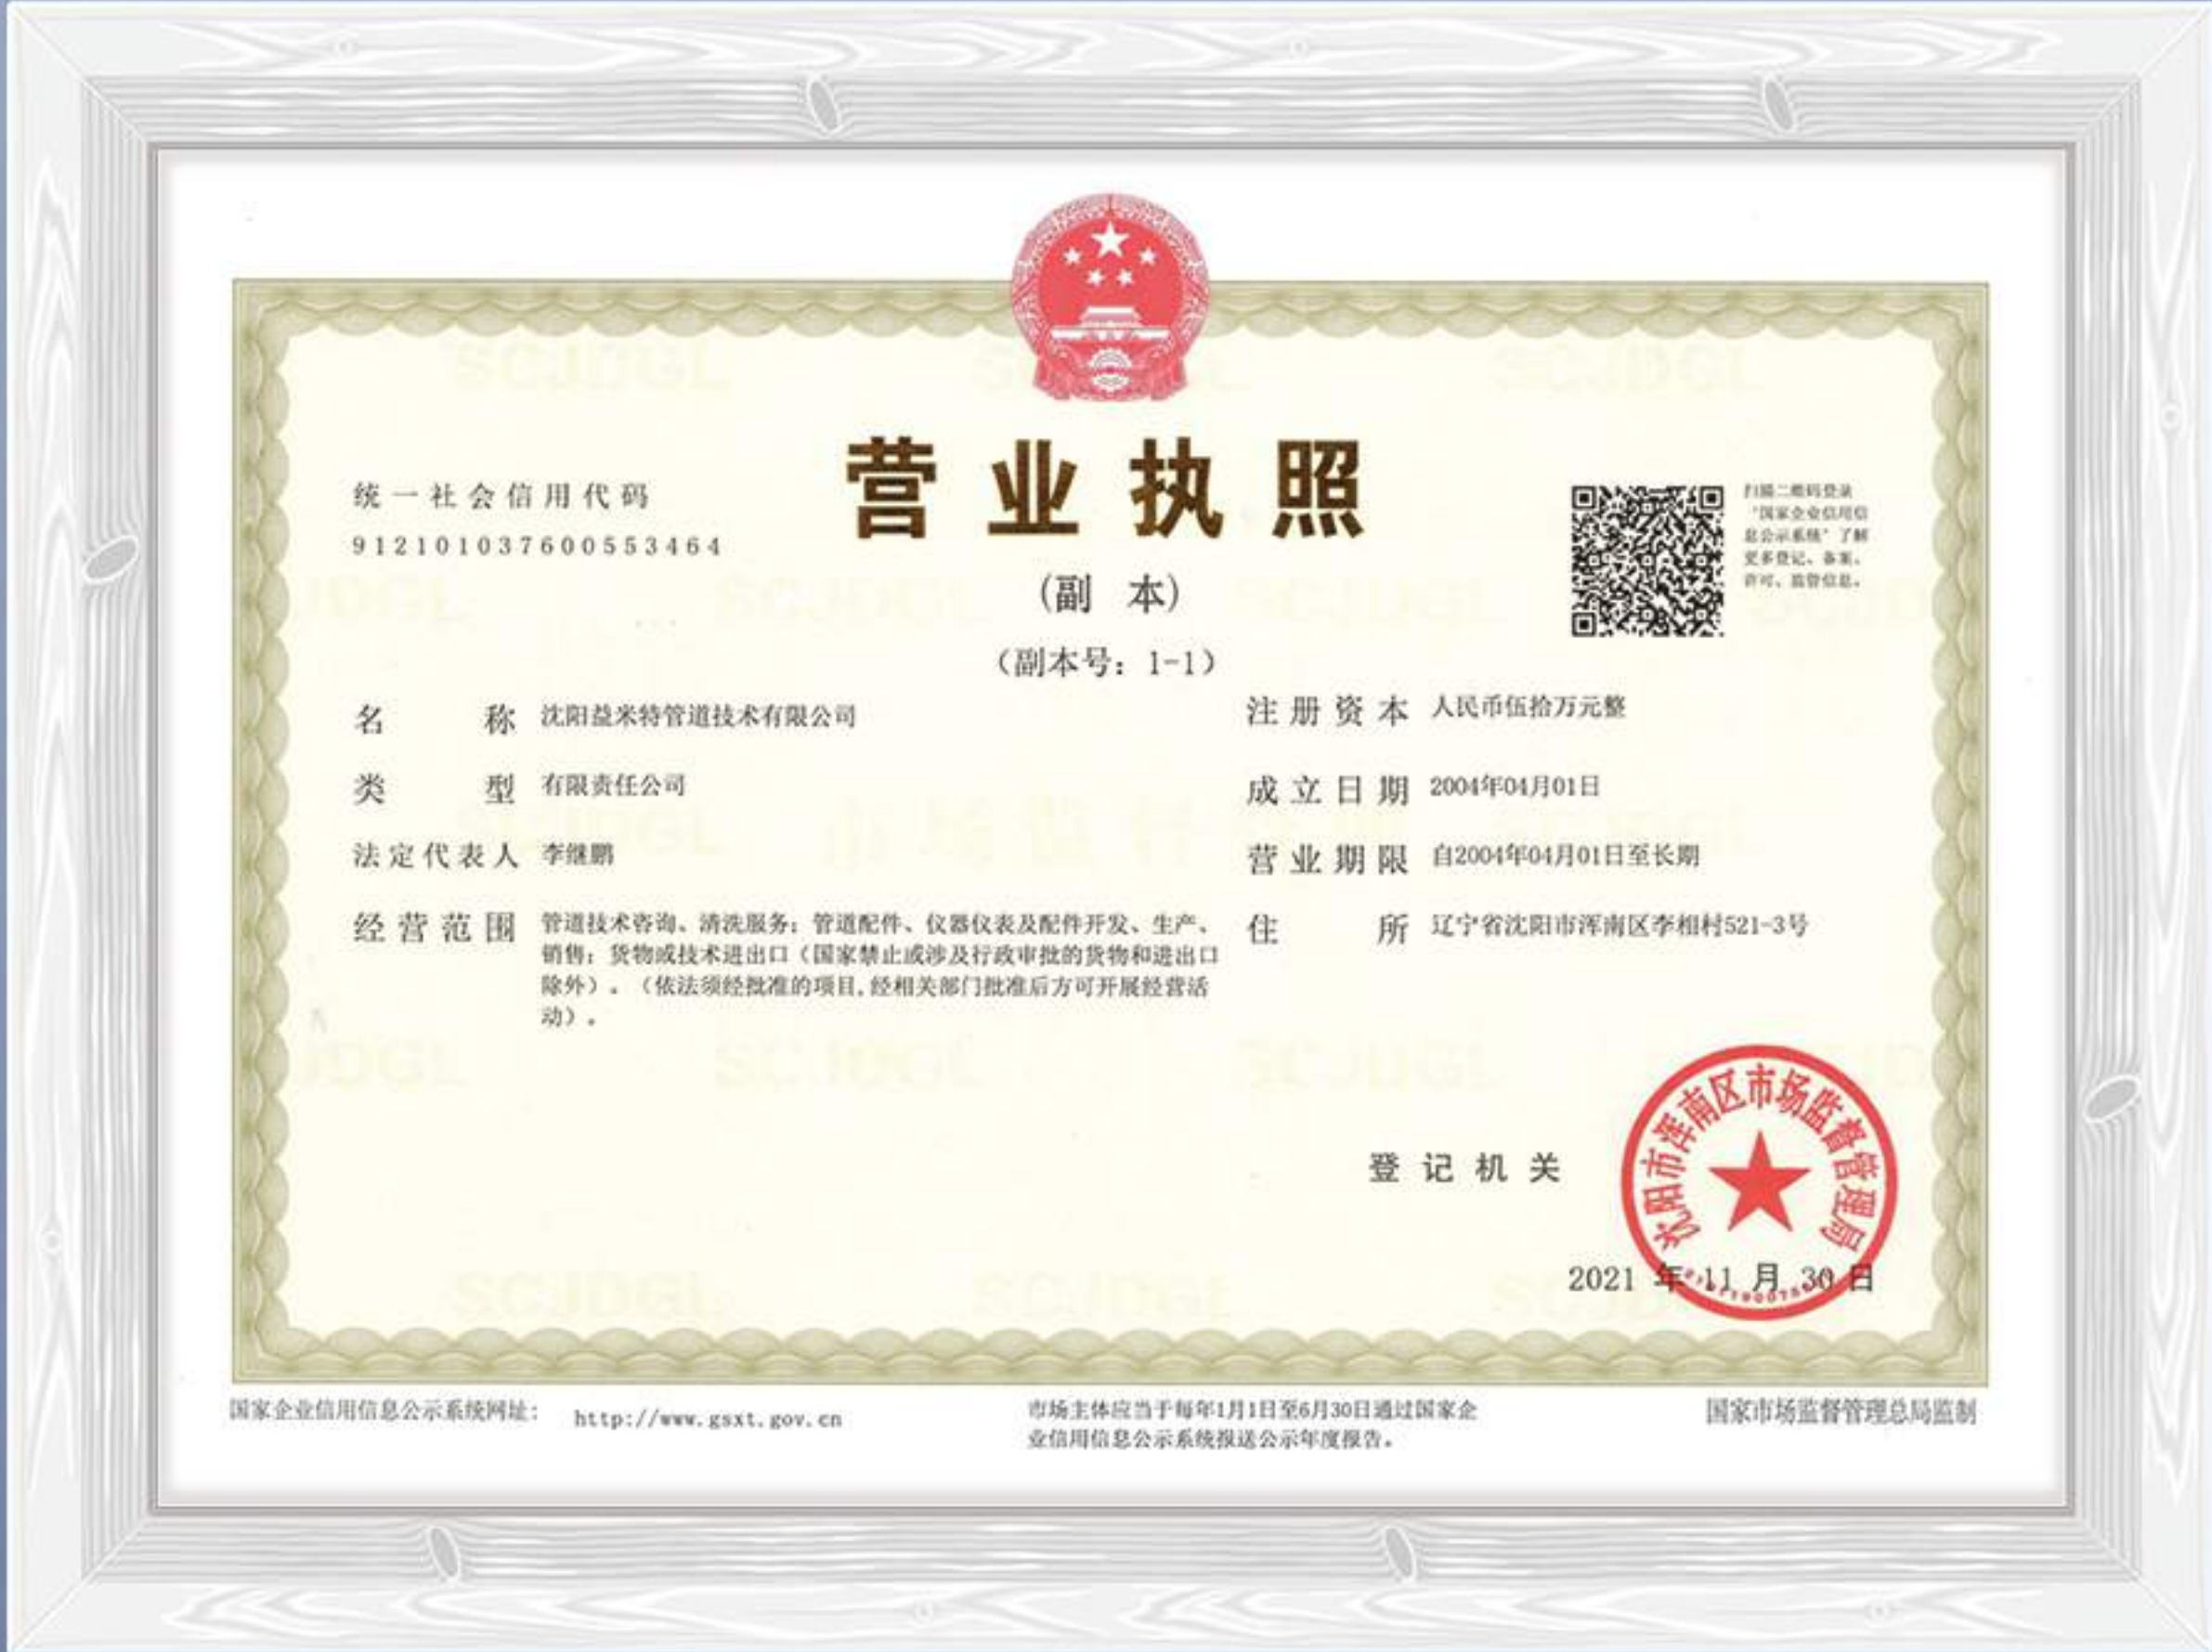 营业执照
(副 本)
（副本号：1-1）
统一社会信用代码
912101037600553464
扫描二维码登录
“国家企业信用信
息公示系统”了解
更多登记、备案、
许可、监管信息。
名 称 沈阳益米特管道技术有限公司
类 型 有限责任公司
法定代表人 李继鹏
经营范围 管道技术咨询、清洗服务；管道配件、仪器仪表及配件开发、生产、
销售；货物或技术进出口（国家禁止或涉及行政审批的货物和进出口
除外）。（依法须经批准的项目,经相关部门批准后方可开展经营活
动）。
注册资本 人民币伍拾万元整
成立日期 2004年04月01日
营业期限 自2004年04月01日至长期
住 所 辽宁省沈阳市浑南区李相村521-3号
登记机关
沈阳市浑南区市场监督管理局
2021 年 11 月 30 日
国家企业信用信息公示系统网址：
http://www.gsxt.gov.cn
市场主体应当于每年1月1日至6月30日通过国家企
业信用信息公示系统报送公示年度报告。
国家市场监督管理总局监制
SCJDGL